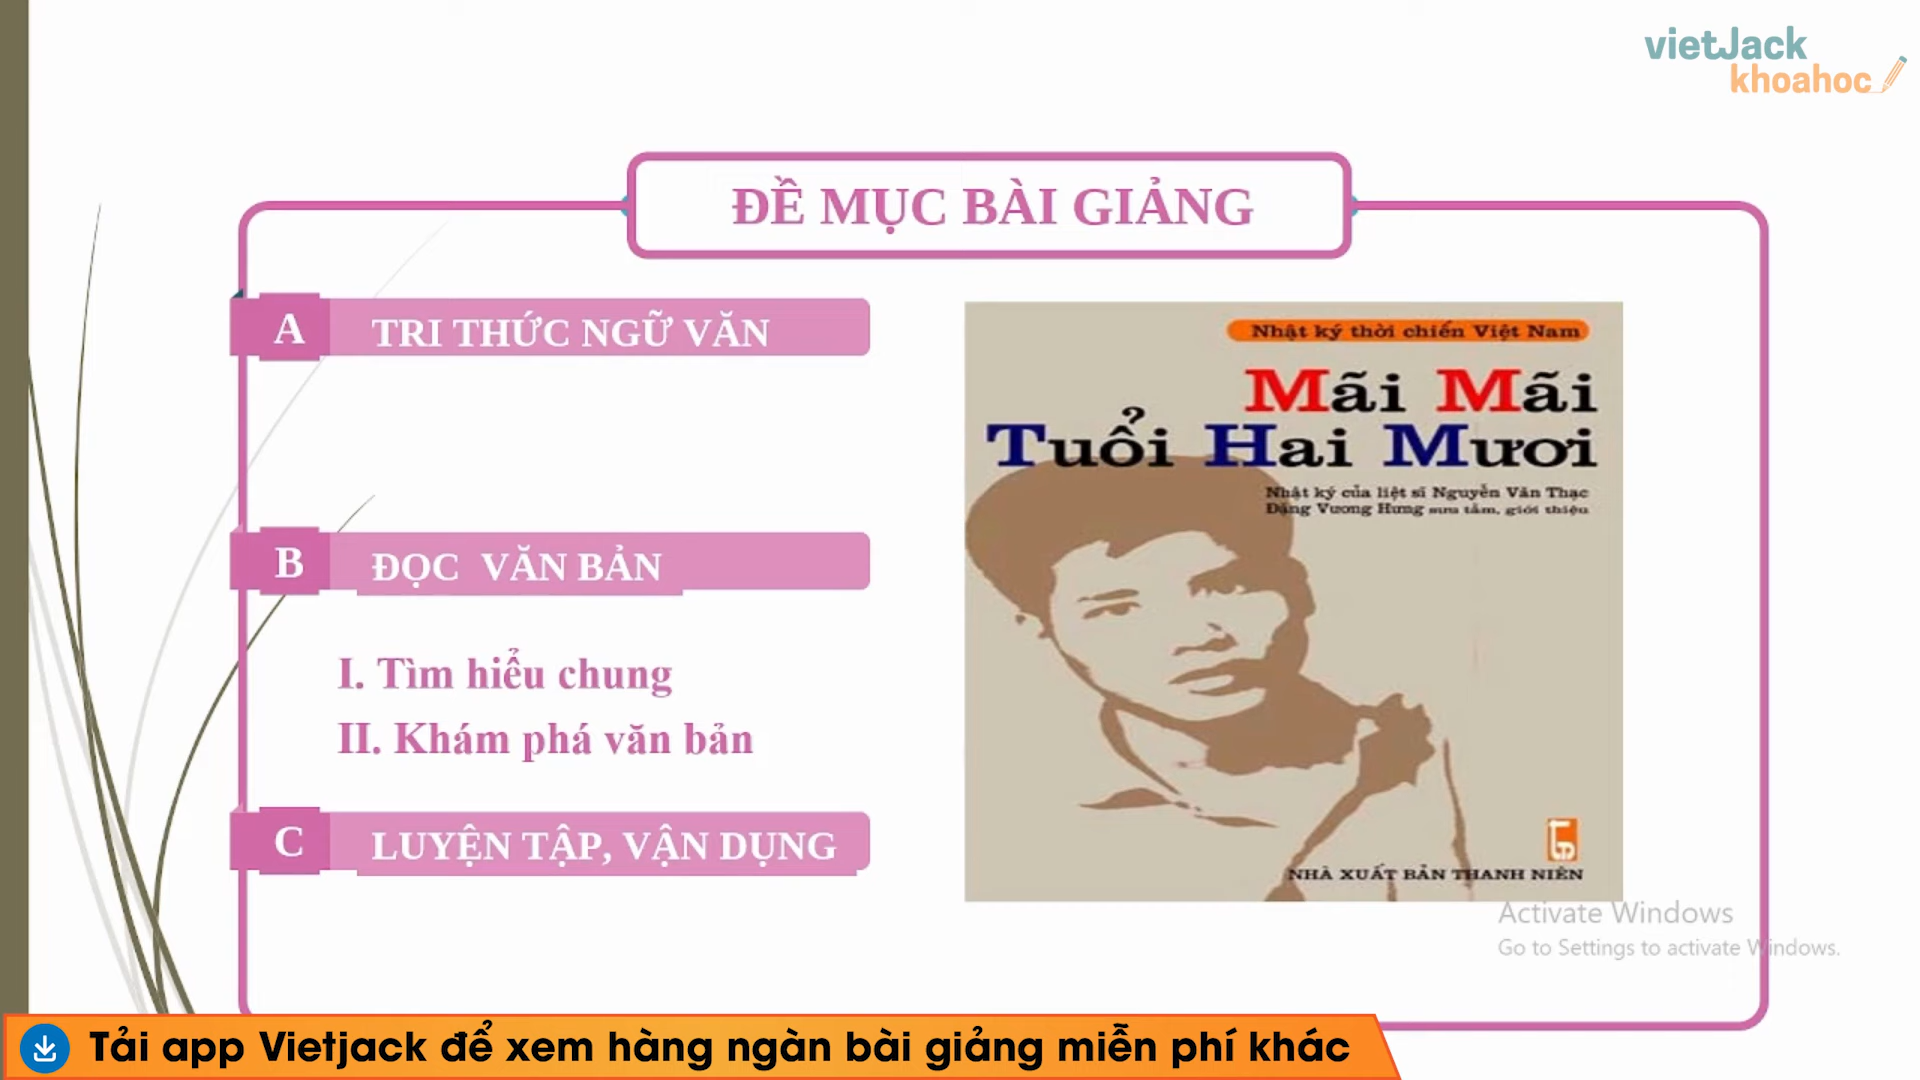 vietJack
khoahoc
ĐỀ MỤC BÀI GIẢNG
A
TRI THỨC NGỮ VĂN
B
ĐỌC VĂN BẢN
I. Tìm hiểu chung
II. Khám phá văn bản
C
LUYỆN TẬP, VẬN DỤNG
Nhật ký thời chiến Việt Nam
Mãi Mãi
Tuổi Hai Mươi
Nhật ký của liệt sĩ Nguyễn Văn Thạc
Đặng Vương Hưng sưu tầm, giới thiệu
NHÀ XUẤT BẢN THANH NIÊN
Activate Windows
Go to Settings to activate Windows.
Tải app Vietjack để xem hàng ngàn bài giảng miễn phí khác